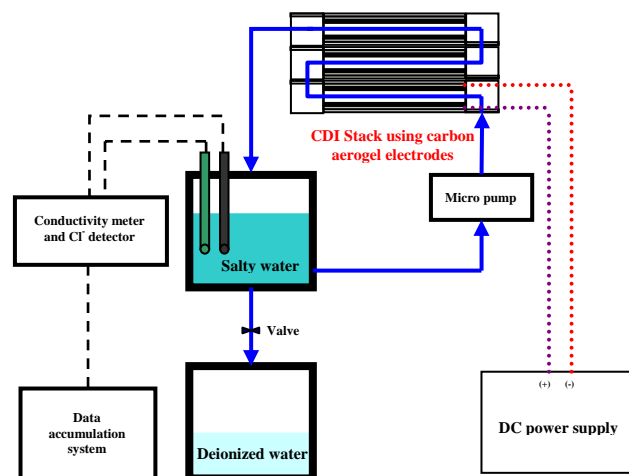 CDI Stack using carbon
aerogel electrodes
Micro pump
Conductivity meter
and Cl⁻ detector
Salty water
Valve
(+) (-)
Data
accumulation
system
Deionized water
DC power supply